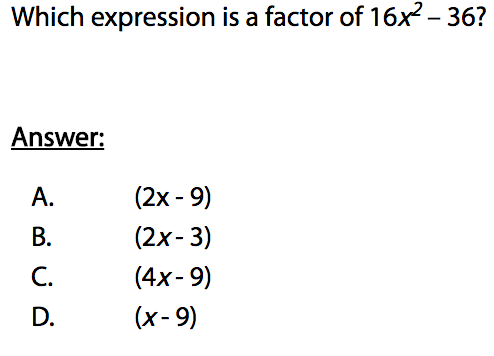 Which expression is a factor of 16x² – 36?
Answer:
A. (2x - 9)
B. (2x - 3)
C. (4x - 9)
D. (x - 9)